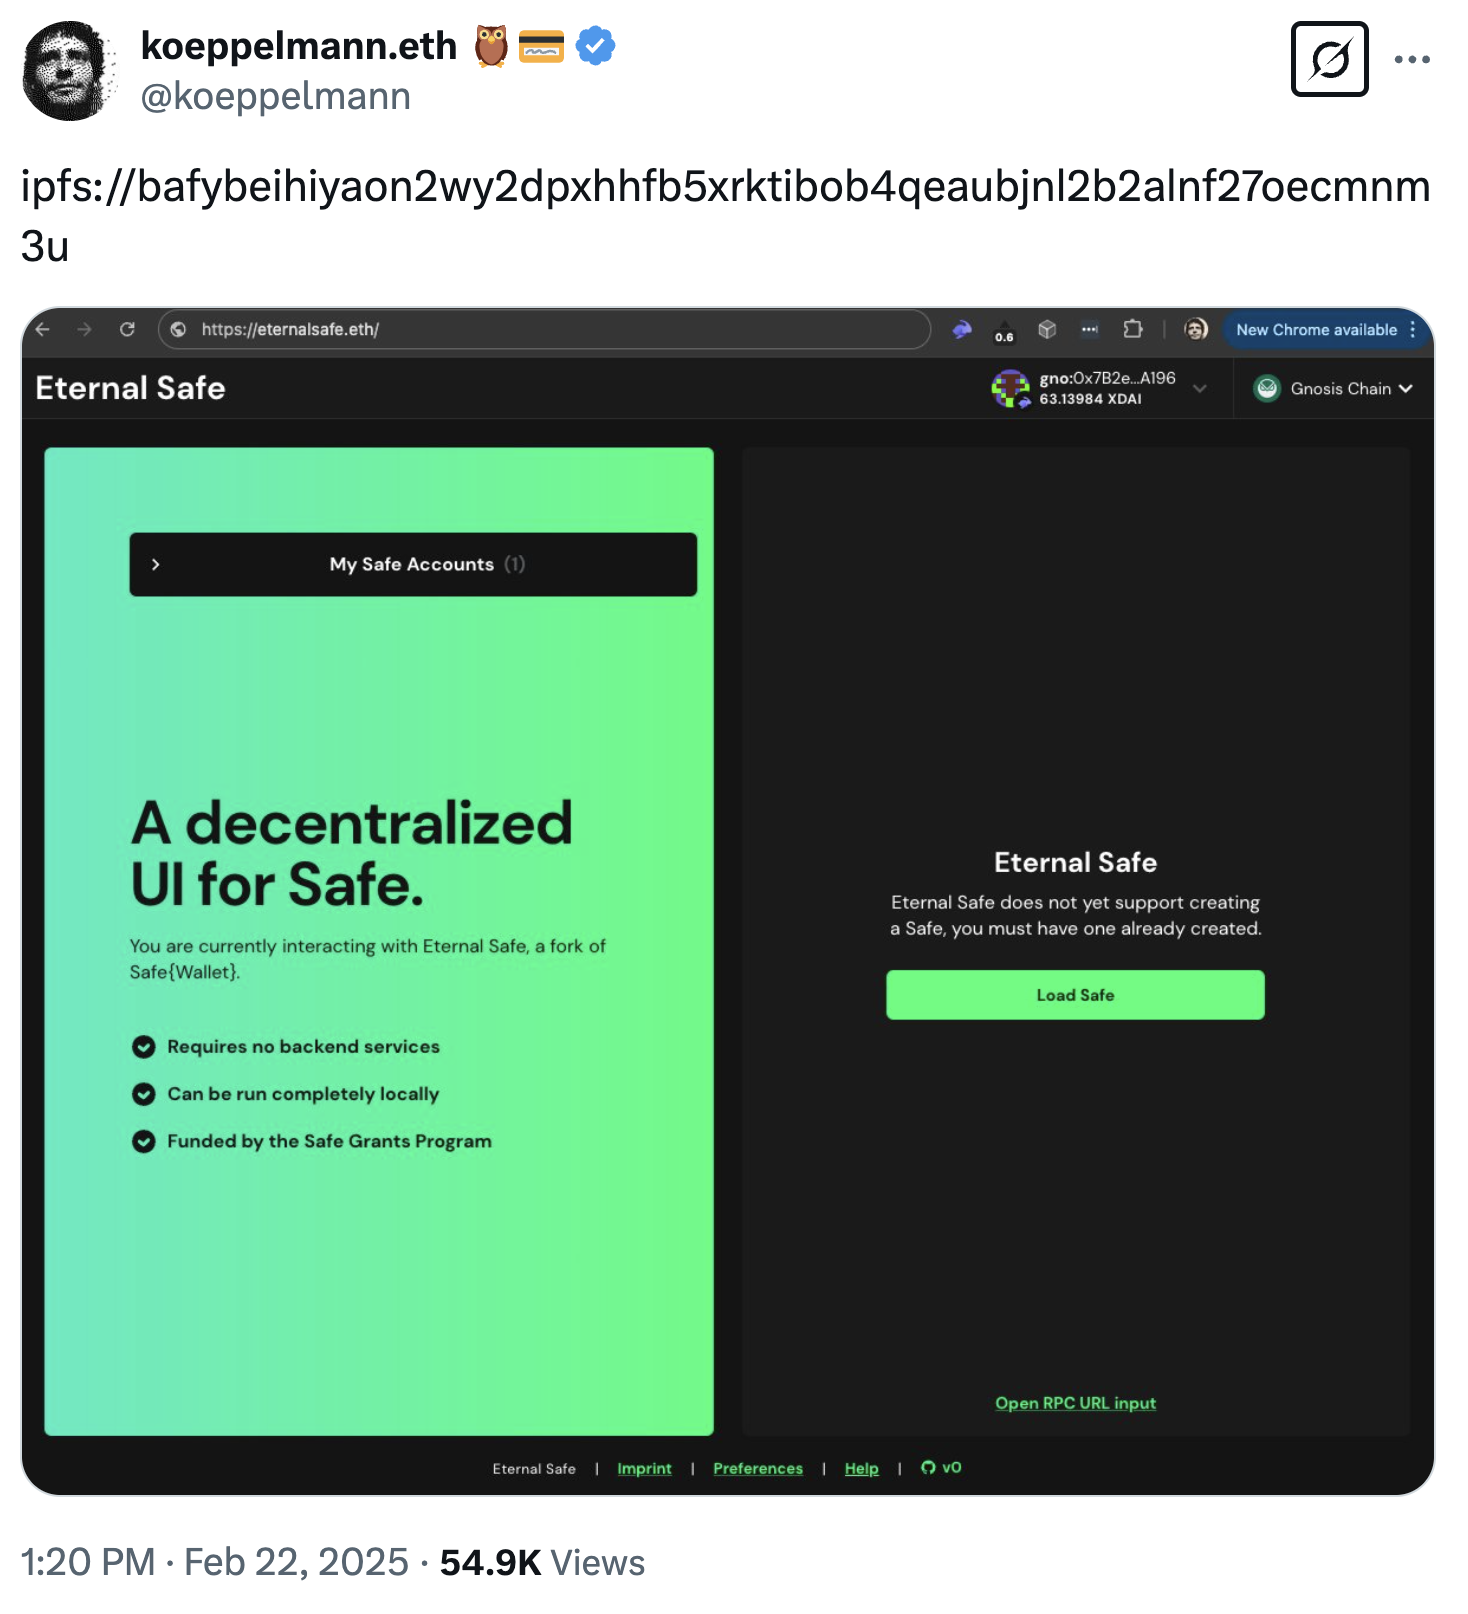 koeppelmann.eth
@koeppelmann
ipfs://bafybeihiyaon2wy2dpxhhfb5xrktibob4qeaubjnl2b2alnf27oecmnm
3u
https://eternalsafe.eth/
0.6
New Chrome available
Eternal Safe
gno:0x7B2e...A196
63.13984 XDAI
Gnosis Chain
My Safe Accounts (1)
A decentralized
UI for Safe.
You are currently interacting with Eternal Safe, a fork of
Safe{Wallet}.
Requires no backend services
Can be run completely locally
Funded by the Safe Grants Program
Eternal Safe
Eternal Safe does not yet support creating
a Safe, you must have one already created.
Load Safe
Open RPC URL input
Eternal Safe | Imprint | Preferences | Help | v0
1:20 PM · Feb 22, 2025 · 54.9K Views